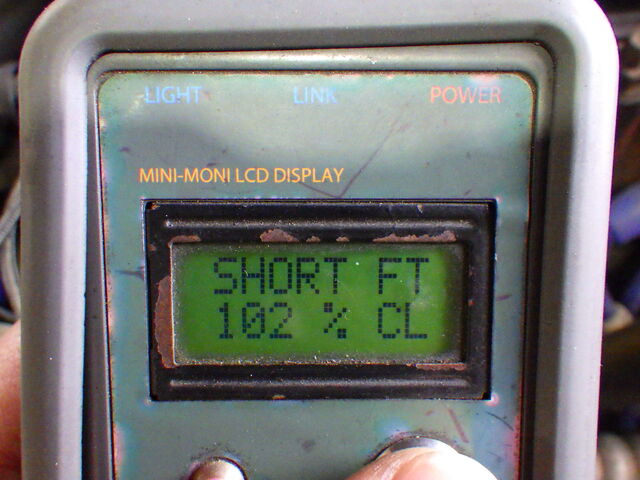 LIGHT LINK POWER
MINI-MONI LCD DISPLAY
SHORT FT
102 % CL